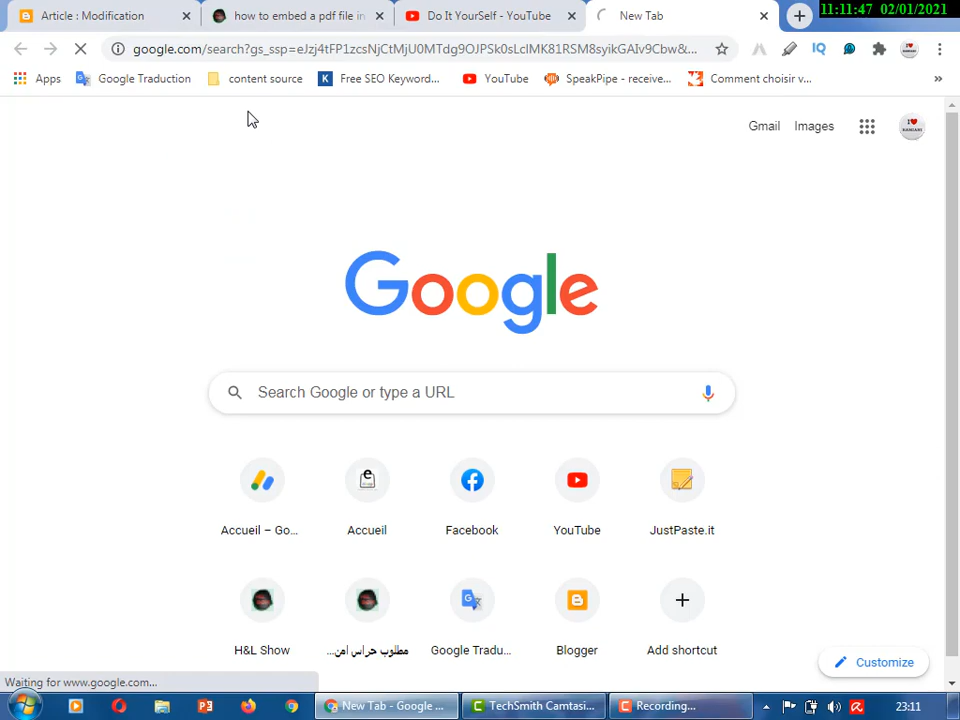 Article : Modification
how to embed a pdf file in
Do It YourSelf - YouTube
New Tab
11:11:47 02/01/2021
google.com/search?gs_ssp=eJzj4tFP1zcsNjCtMjU0MTdg9OJPSk0sLclMK81RSM8syikGAIv9Cbw&...
IQ
Apps
Google Traduction
content source
K
Free SEO Keyword...
YouTube
SpeakPipe - receive...
Comment choisir v...
»
Gmail
Images
Google
Search Google or type a URL
Accueil – Go...
Accueil
Facebook
YouTube
JustPaste.it
H&L Show
مطلوب حراس امن...
Google Tradu...
Blogger
Add shortcut
Customize
Waiting for www.google.com...
New Tab - Google ...
TechSmith Camtasi...
Recording...
23:11